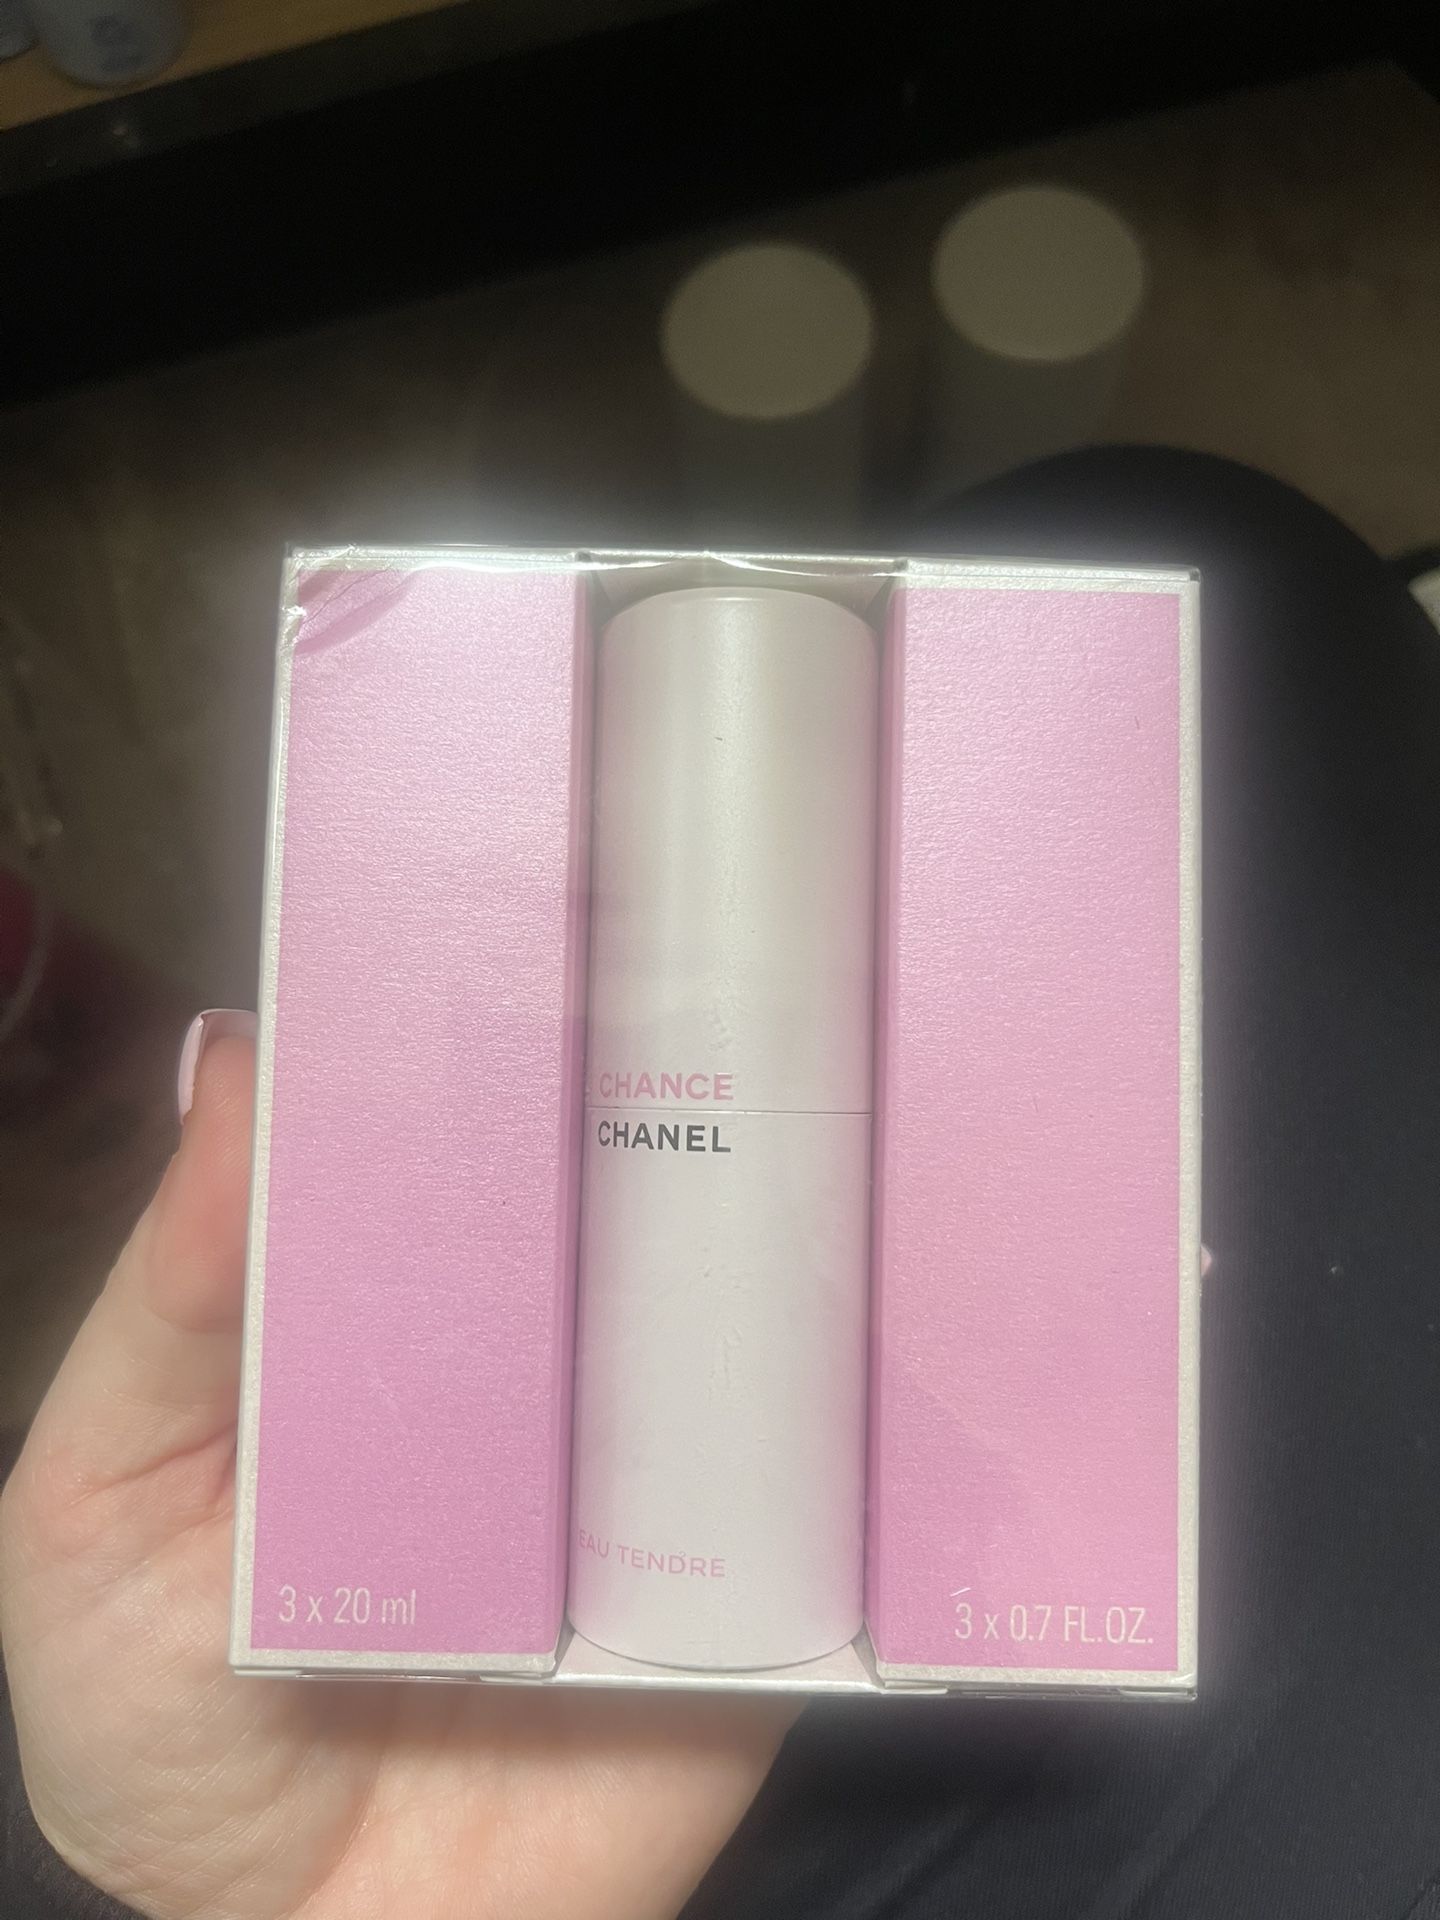 CHANCE
CHANEL
EAU TENDRE
3 x 20 ml
3 x 0.7 FL.OZ.